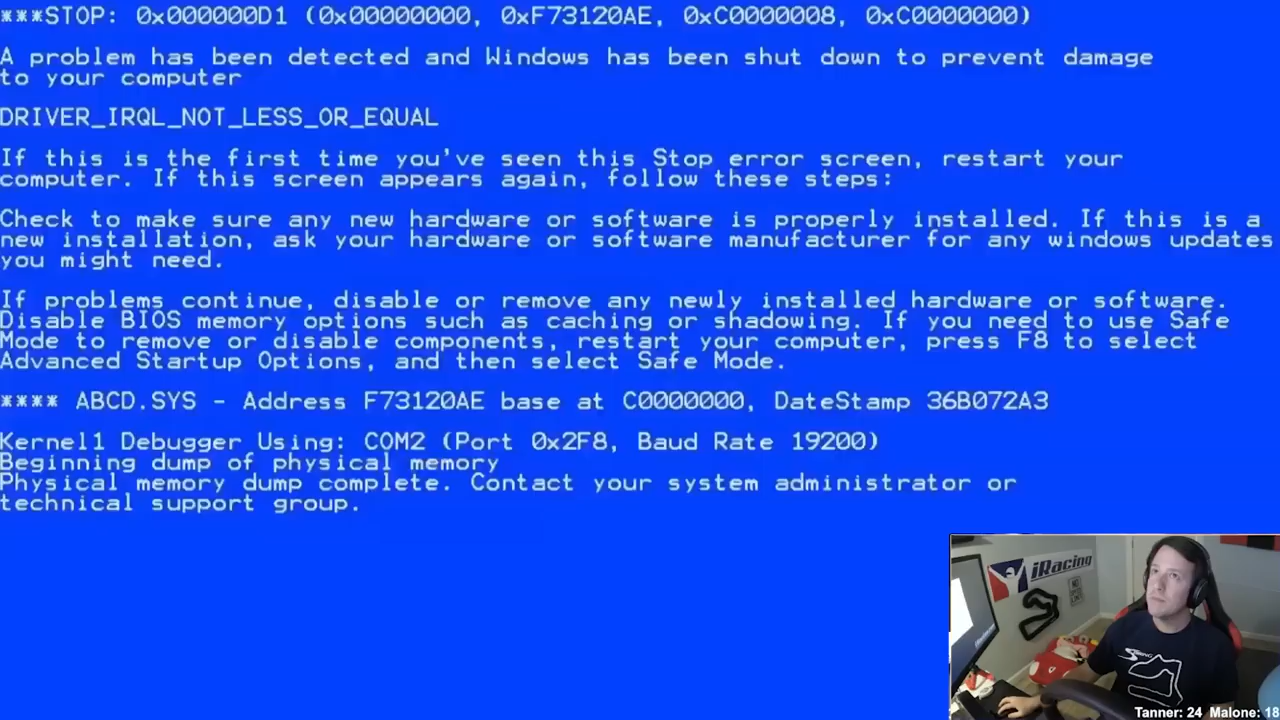 ***STOP: 0x000000D1 (0x00000000, 0xF73120AE, 0xC0000008, 0xC0000000)
A problem has been detected and Windows has been shut down to prevent damage
to your computer
DRIVER_IRQL_NOT_LESS_OR_EQUAL
If this is the first time you've seen this Stop error screen, restart your
computer. If this screen appears again, follow these steps:
Check to make sure any new hardware or software is properly installed. If this is a
new installation, ask your hardware or software manufacturer for any windows updates
you might need.
If problems continue, disable or remove any newly installed hardware or software.
Disable BIOS memory options such as caching or shadowing. If you need to use Safe
Mode to remove or disable components, restart your computer, press F8 to select
Advanced Startup Options, and then select Safe Mode.
**** ABCD.SYS - Address F73120AE base at C0000000, DateStamp 36B072A3
Kernel1 Debugger Using: COM2 (Port 0x2F8, Baud Rate 19200)
Beginning dump of physical memory
Physical memory dump complete. Contact your system administrator or
technical support group.
iRacing
Tanner: 24 Malone: 18